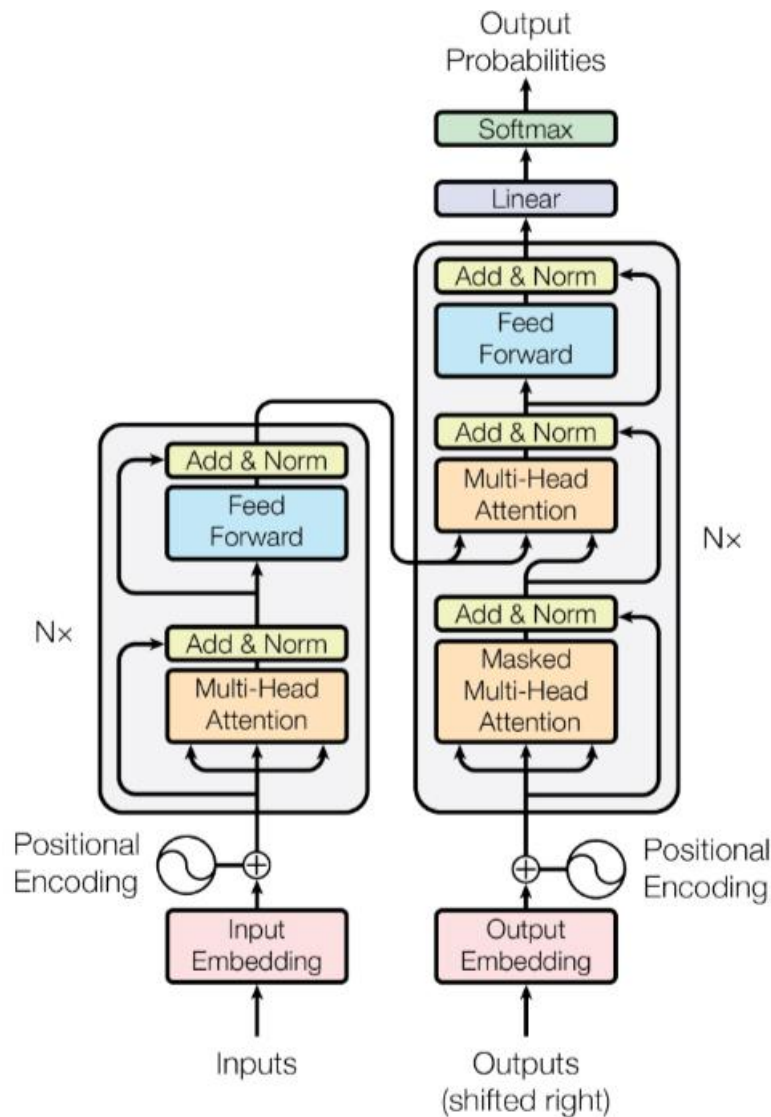 Output
Probabilities
Softmax
Linear
Add & Norm
Feed
Forward
Add & Norm
Multi-Head
Attention
Add & Norm
Masked
Multi-Head
Attention
Nx
Add & Norm
Feed
Forward
Add & Norm
Multi-Head
Attention
Nx
Positional
Encoding
Positional
Encoding
Input
Embedding
Output
Embedding
Inputs
Outputs
(shifted right)